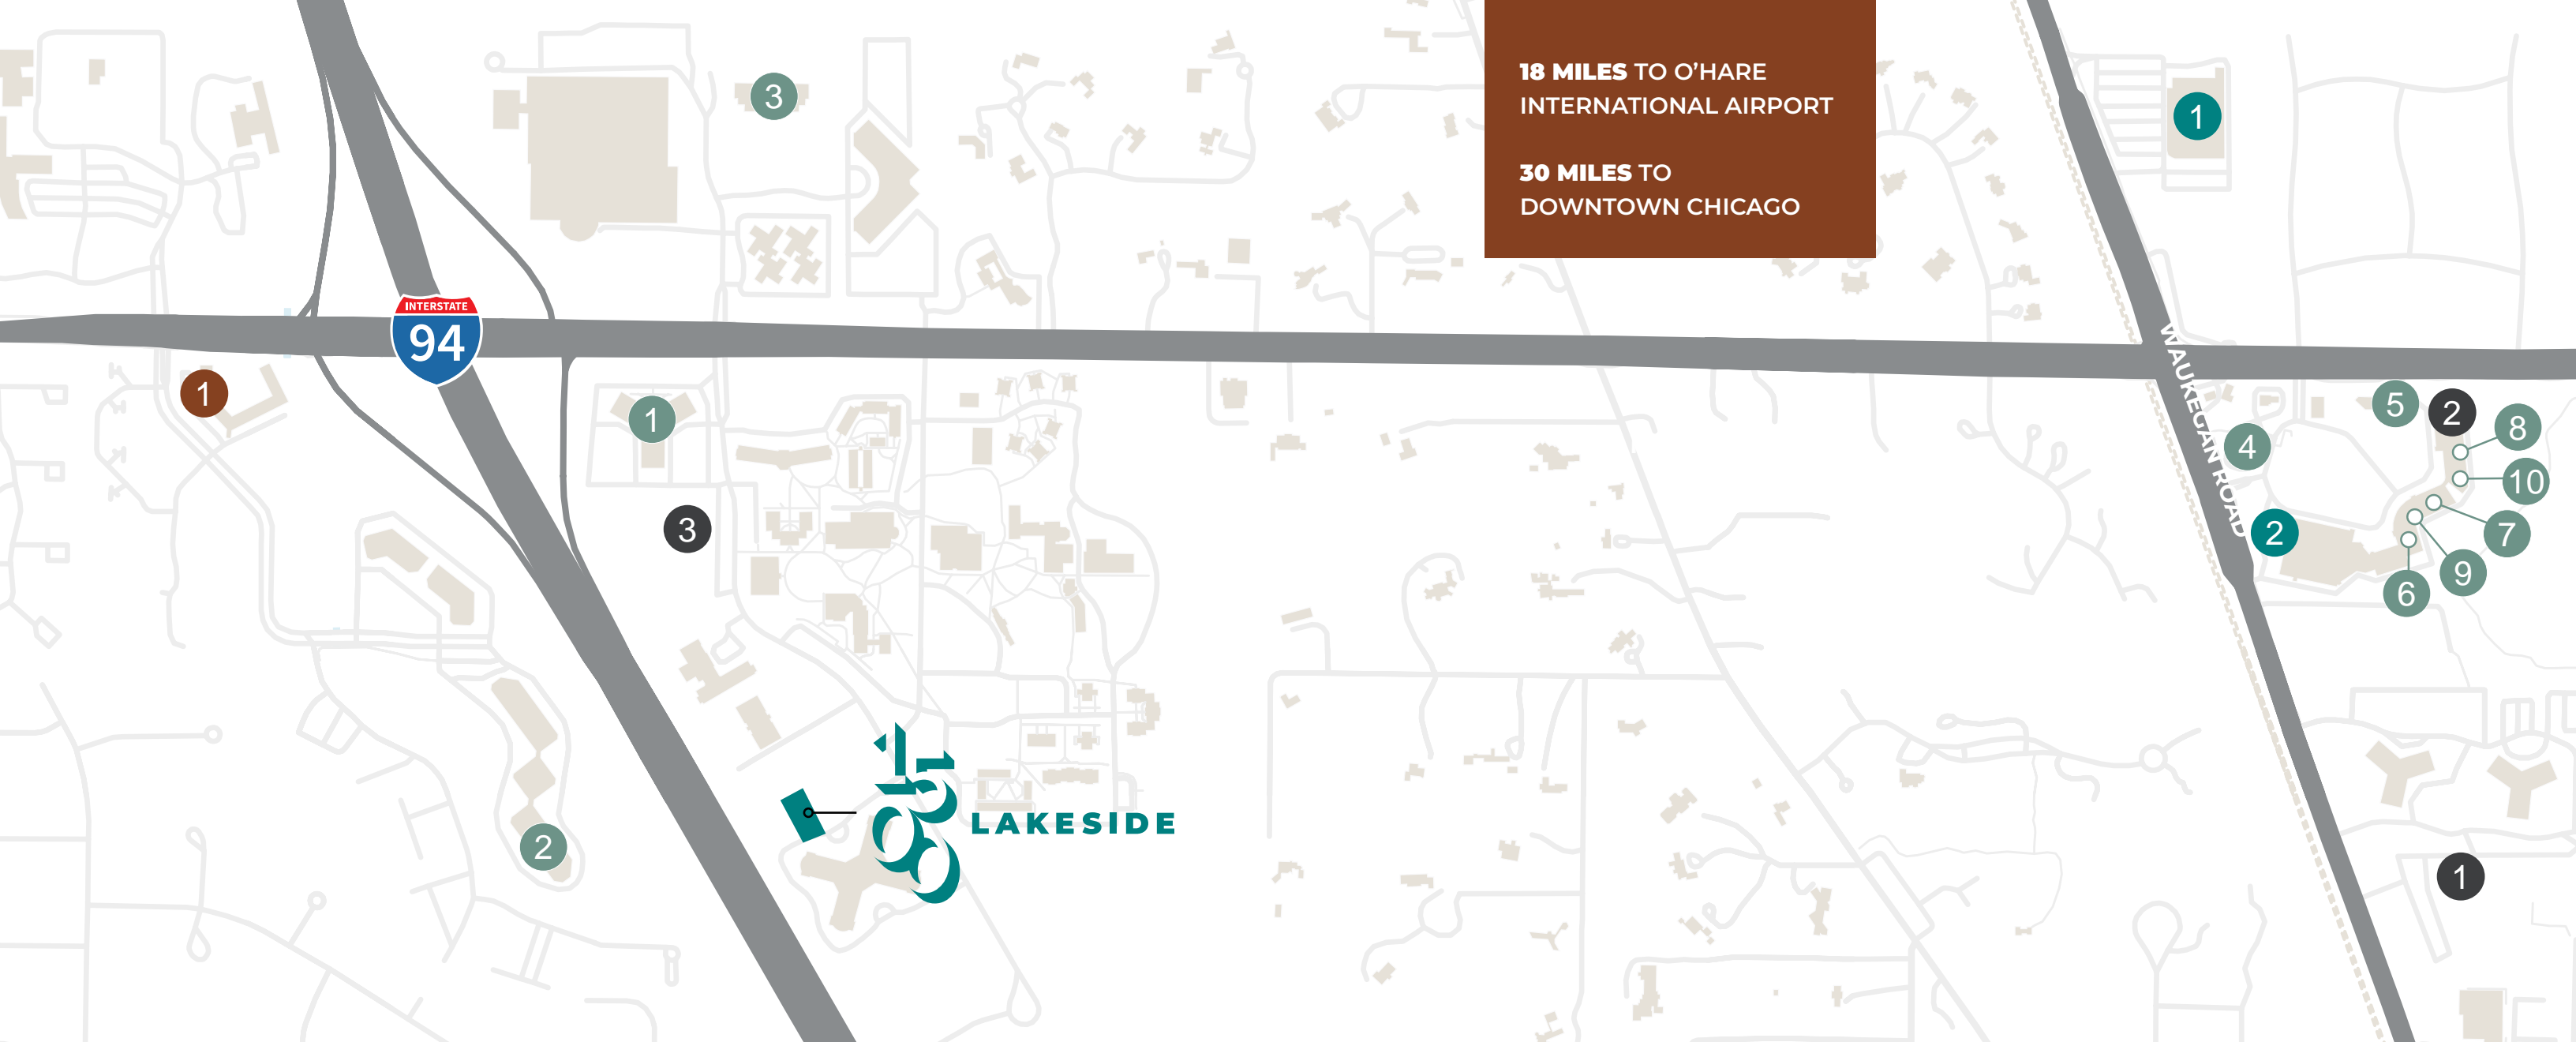 18 MILES TO O’HARE
INTERNATIONAL AIRPORT
30 MILES TO
DOWNTOWN CHICAGO
3
1
INTERSTATE
94
WAUKEGAN ROAD
1
1
5
2
8
4
10
3
2
7
9
6
1500
LAKESIDE
2
1